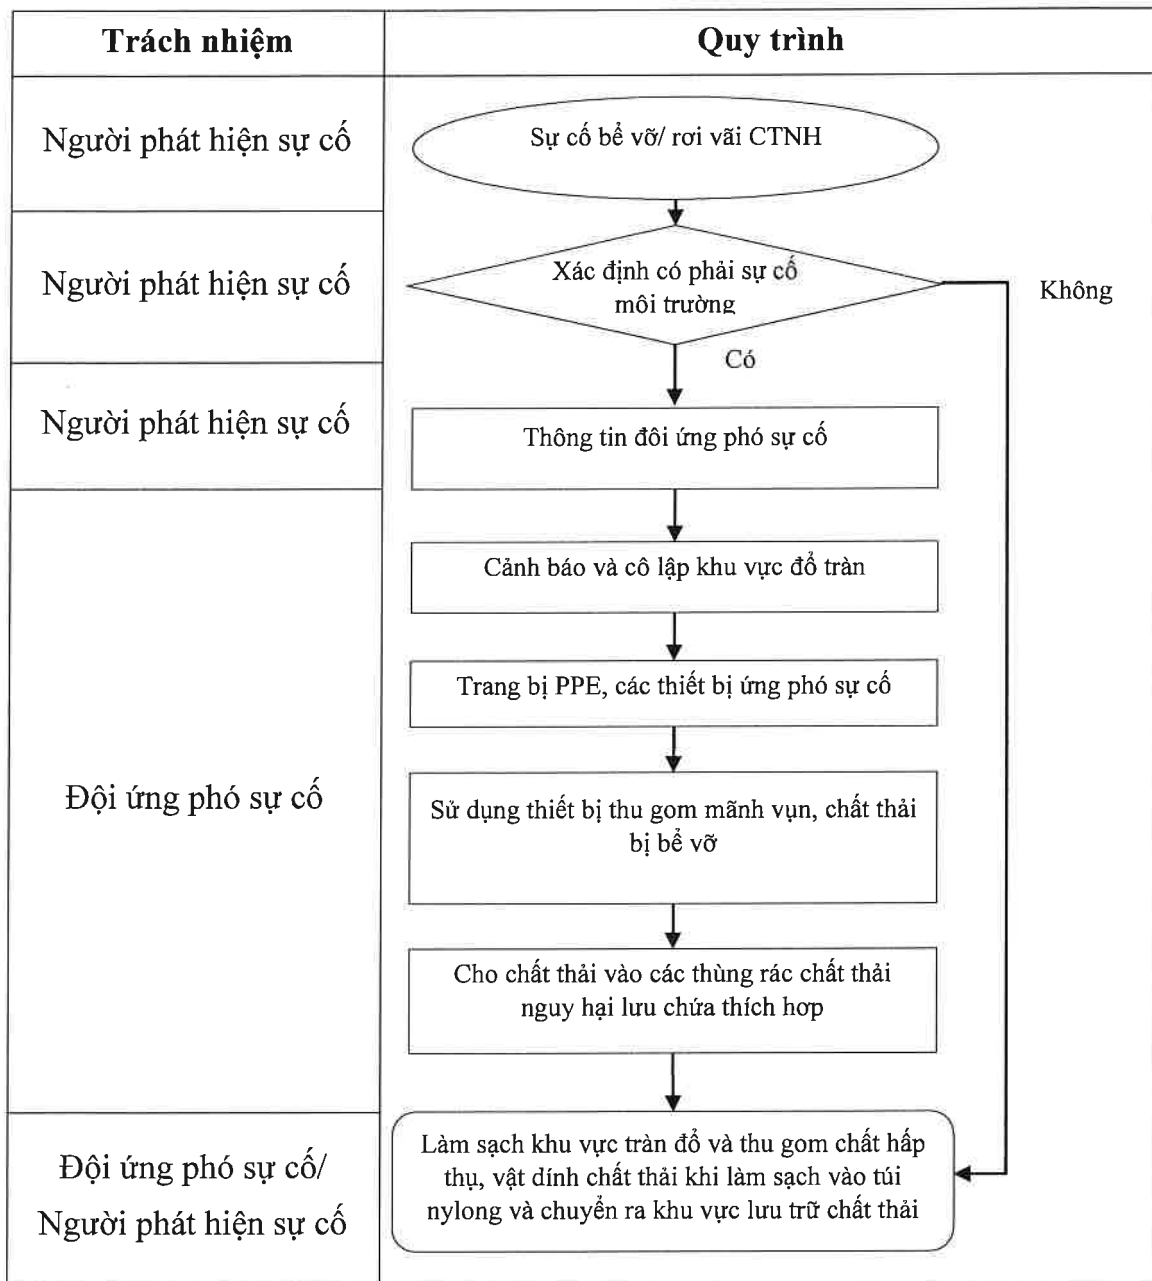 Trách nhiệm
Quy trình
Người phát hiện sự cố
Sự cố bể vỡ/ rơi vãi CTNH
Người phát hiện sự cố
Xác định có phải sự cố
môi trường
Không
Có
Người phát hiện sự cố
Thông tin đôi ứng phó sự cố
Cảnh báo và cô lập khu vực đổ tràn
Trang bị PPE, các thiết bị ứng phó sự cố
Đội ứng phó sự cố
Sử dụng thiết bị thu gom mãnh vụn, chất thải
bị bể vỡ
Cho chất thải vào các thùng rác chất thải
nguy hại lưu chứa thích hơp
Đội ứng phó sự cố/
Người phát hiện sự cố
Làm sạch khu vực tràn đổ và thu gom chất hấp
thụ, vật dính chất thải khi làm sạch vào túi
nylong và chuyển ra khu vực lưu trữ chất thải